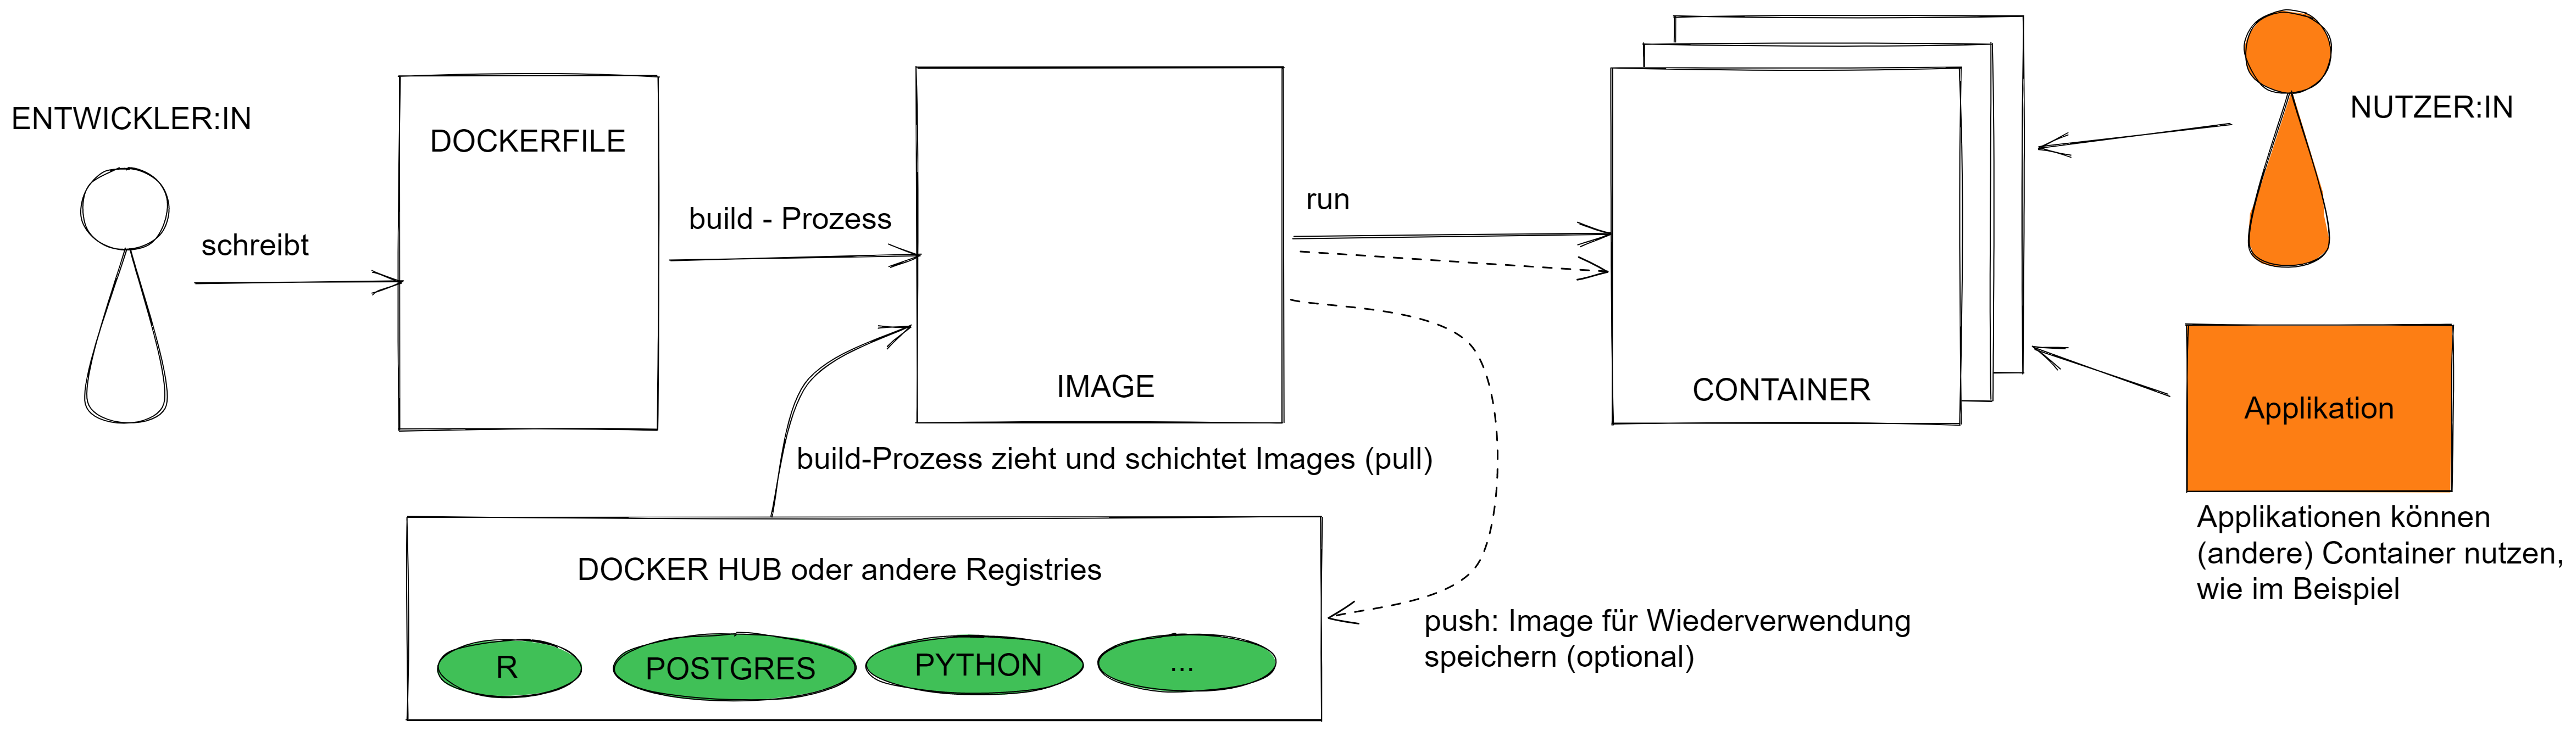 ENTWICKLER:IN
schreibt
DOCKERFILE
build - Prozess
IMAGE
run
CONTAINER
NUTZER:IN
Applikation
Applikationen können
(andere) Container nutzen,
wie im Beispiel
build-Prozess zieht und schichtet Images (pull)
DOCKER HUB oder andere Registries
R
POSTGRES
PYTHON
...
push: Image für Wiederverwendung
speichern (optional)